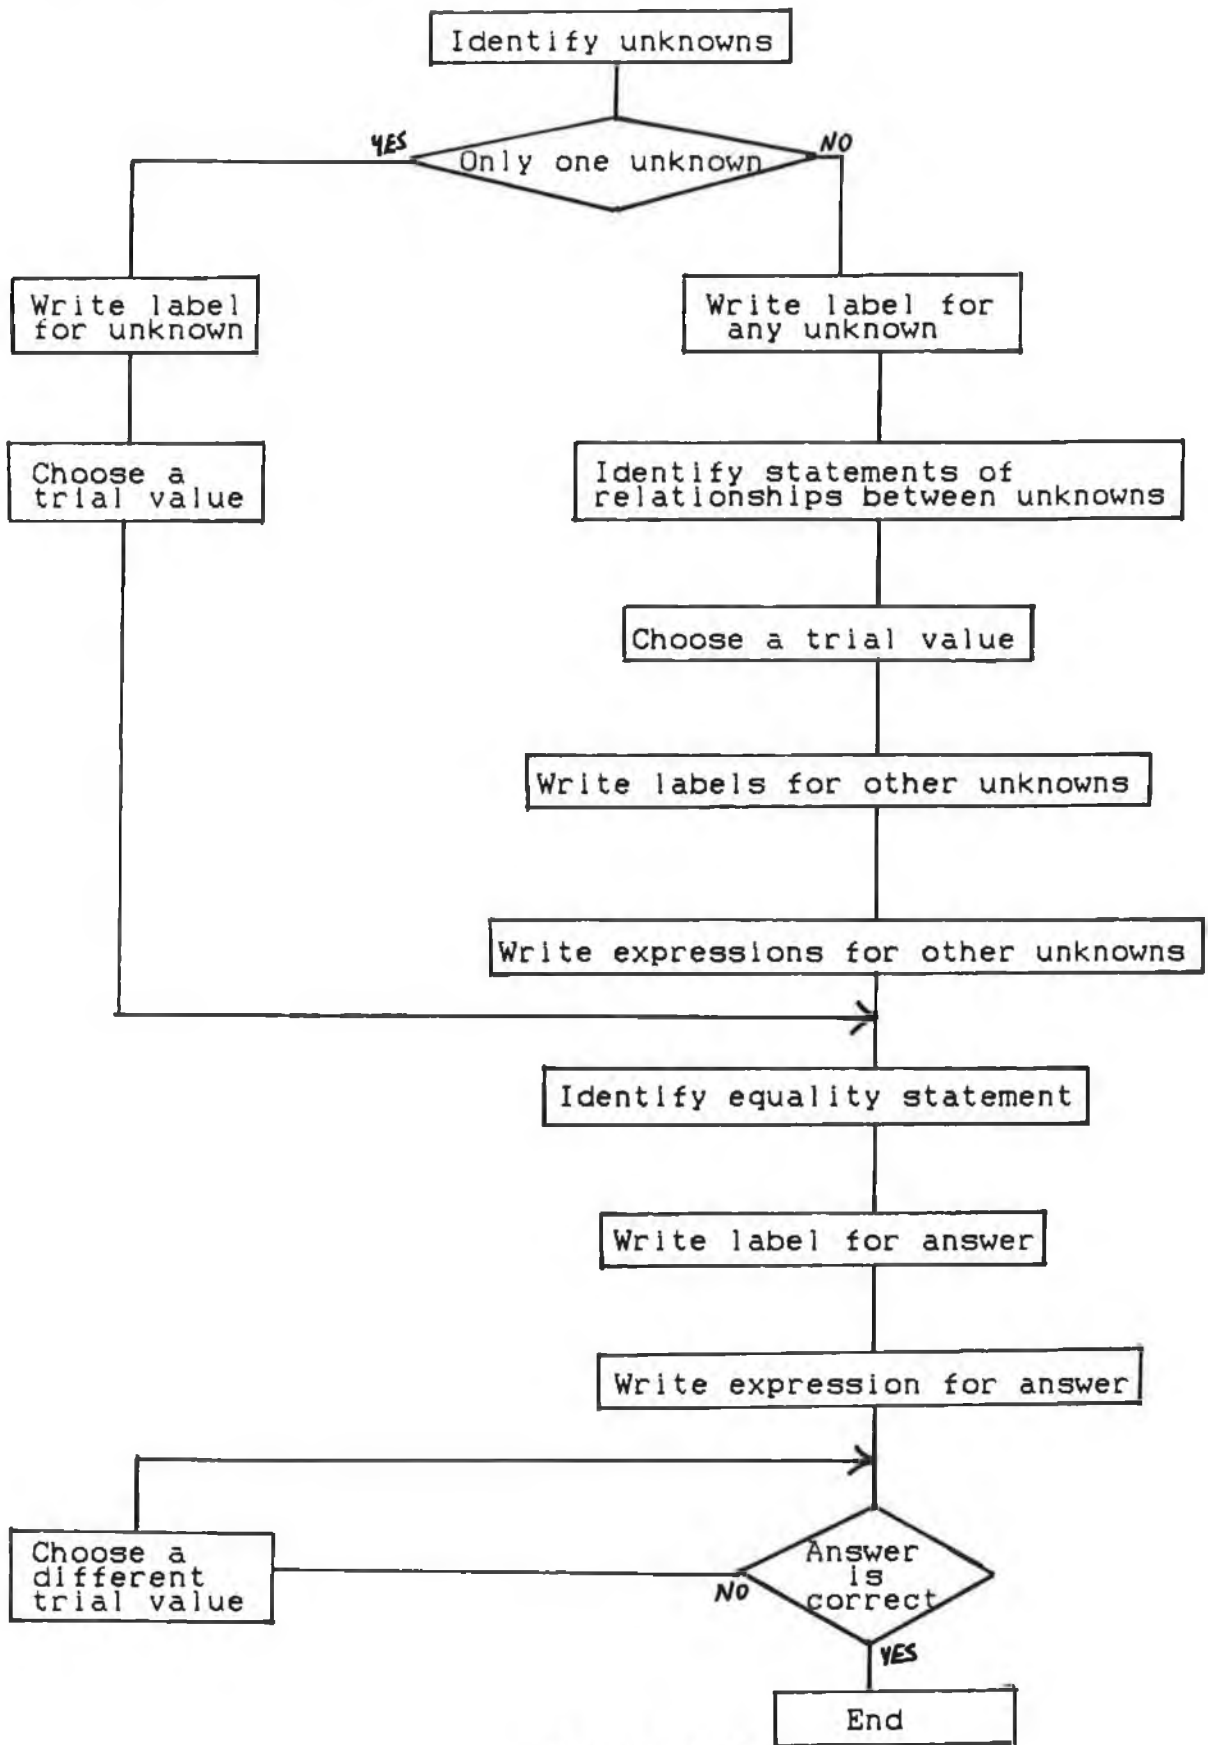 Identify unknowns
YES
Only one unknown
NO
Write label
for unknown
Write label for
any unknown
Choose a
trial value
Identify statements of
relationships between unknowns
Choose a trial value
Write labels for other unknowns
Write expressions for other unknowns
Identify equality statement
Write label for answer
Write expression for answer
Choose a
different
trial value
NO
Answer
is
correct
YES
End